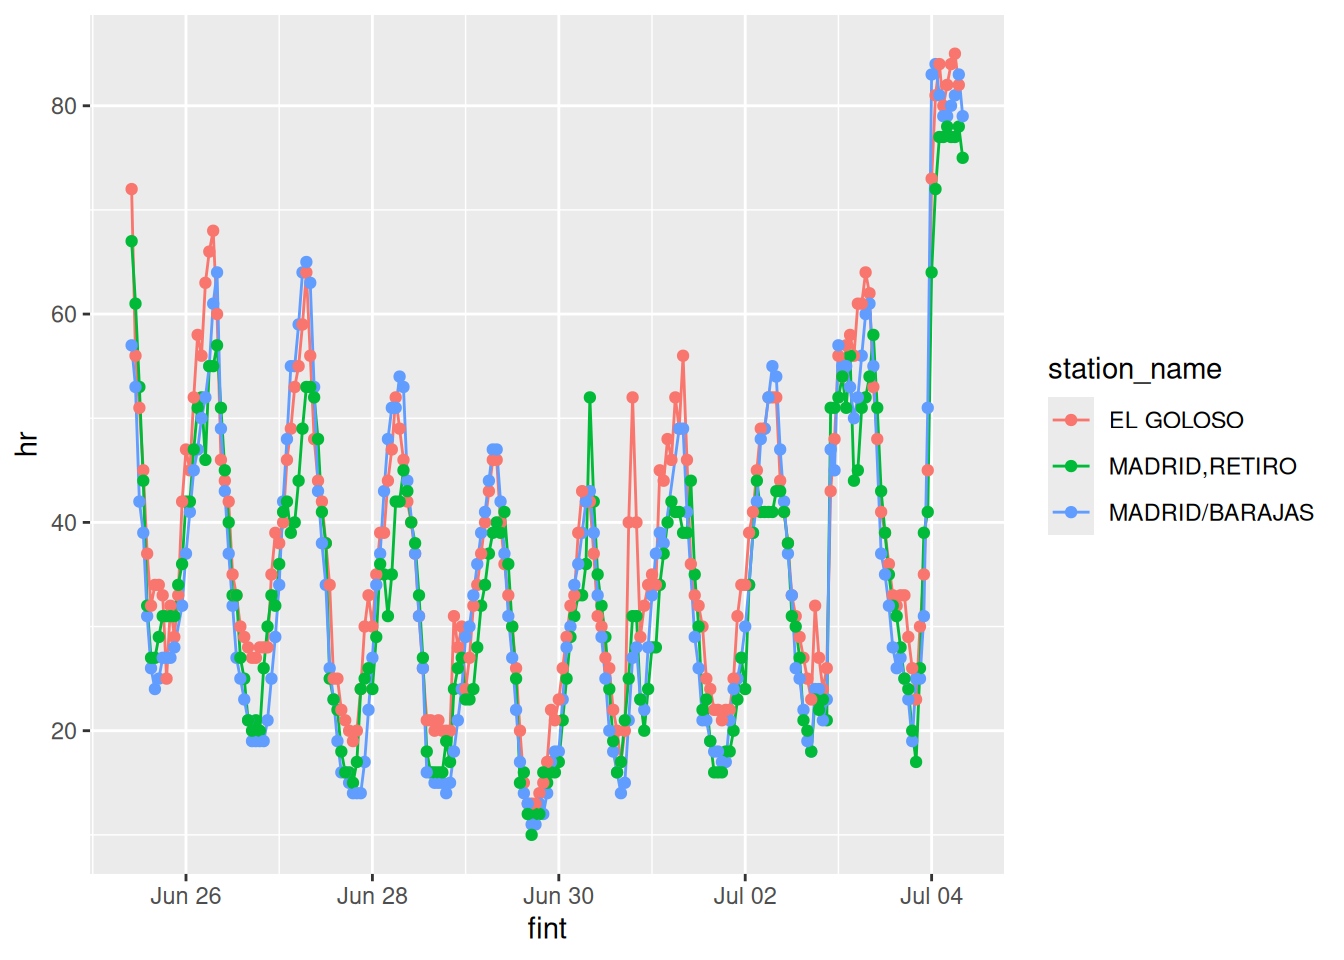 80
60
40
20
hr
Jun 26
Jun 28
Jun 30
Jul 02
Jul 04
fint
station_name
EL GOLOSO
MADRID,RETIRO
MADRID/BARAJAS